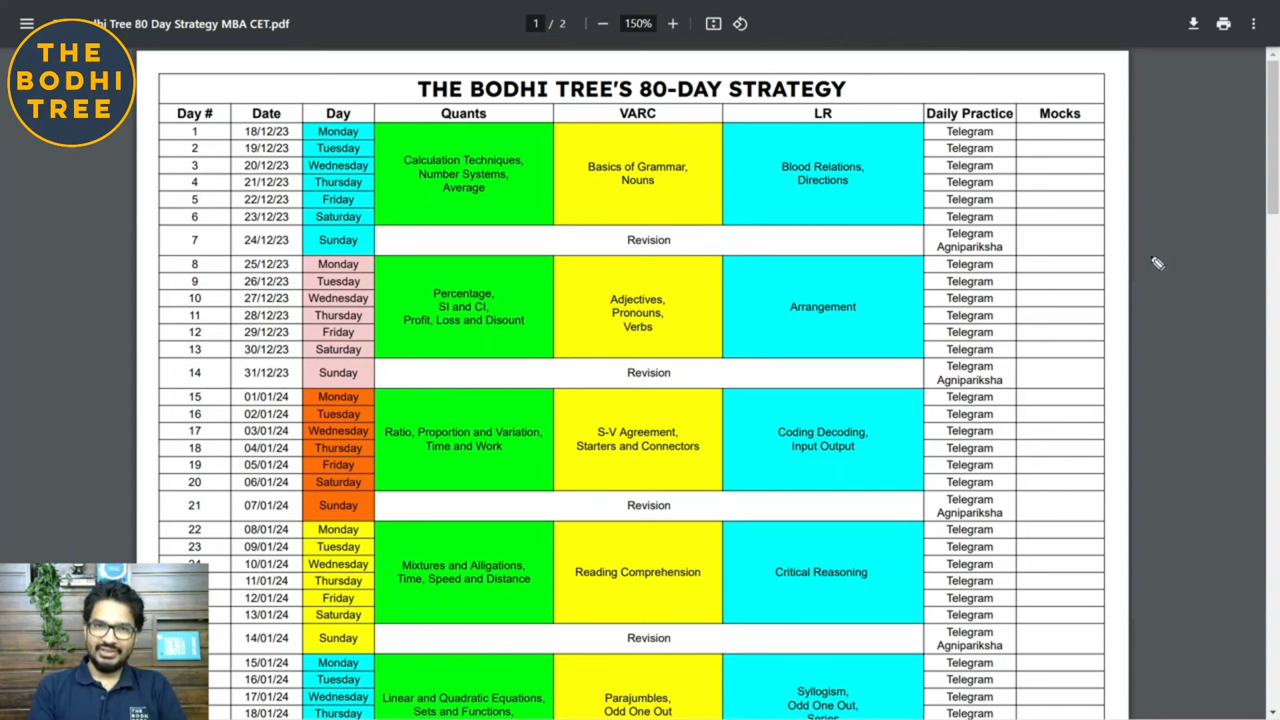 Bodhi Tree 80 Day Strategy MBA CET.pdf 1 / 2 150%
THE
BODHI
TREE
THE BODHI TREE'S 80-DAY STRATEGY
Day # Date Day Quants VARC LR Daily Practice Mocks
1 18/12/23 Monday Telegram
2 19/12/23 Tuesday Telegram
3 20/12/23 Wednesday Telegram
4 21/12/23 Thursday Telegram
5 22/12/23 Friday Telegram
6 23/12/23 Saturday Telegram
Calculation Techniques,
Number Systems,
Average
Basics of Grammar,
Nouns
Blood Relations,
Directions
7 24/12/23 Sunday Revision Telegram
Agnipariksha
8 25/12/23 Monday Telegram
9 26/12/23 Tuesday Telegram
10 27/12/23 Wednesday Telegram
11 28/12/23 Thursday Telegram
12 29/12/23 Friday Telegram
13 30/12/23 Saturday Telegram
Percentage,
SI and CI,
Profit, Loss and Disount
Adjectives,
Pronouns,
Verbs
Arrangement
14 31/12/23 Sunday Revision Telegram
Agnipariksha
15 01/01/24 Monday Telegram
16 02/01/24 Tuesday Telegram
17 03/01/24 Wednesday Telegram
18 04/01/24 Thursday Telegram
19 05/01/24 Friday Telegram
20 06/01/24 Saturday Telegram
Ratio, Proportion and Variation,
Time and Work
S-V Agreement,
Starters and Connectors
Coding Decoding,
Input Output
21 07/01/24 Sunday Revision Telegram
Agnipariksha
22 08/01/24 Monday Telegram
23 09/01/24 Tuesday Telegram
10/01/24 Wednesday Telegram
11/01/24 Thursday Telegram
12/01/24 Friday Telegram
13/01/24 Saturday Telegram
Mixtures and Alligations,
Time, Speed and Distance
Reading Comprehension
Critical Reasoning
14/01/24 Sunday Revision Telegram
Agnipariksha
15/01/24 Monday Telegram
16/01/24 Tuesday Telegram
17/01/24 Wednesday Telegram
18/01/24 Thursday Telegram
Linear and Quadratic Equations,
Sets and Functions,
Parajumbles,
Odd One Out
Syllogism,
Odd One Out,
Series
THE
BODHI